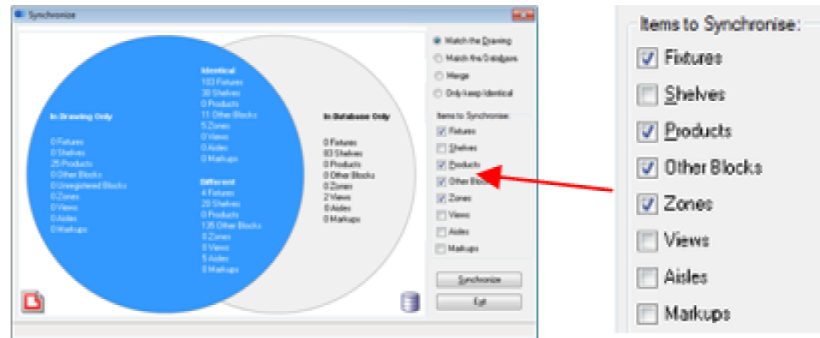 Synchronize
Identical
103 Fixtures
30 Shelves
0 Products
11 Other Blocks
5 Zones
0 Views
0 Aisles
0 Markups
In Drawing Only
0 Fixtures
0 Shelves
25 Products
0 Other Blocks
0 Unregistered Blocks
0 Zones
0 Views
0 Aisles
0 Markups
Different
4 Fixtures
20 Shelves
0 Products
135 Other Blocks
0 Zones
0 Views
5 Aisles
0 Markups
In Database Only
0 Fixtures
83 Shelves
0 Products
0 Other Blocks
0 Zones
2 Views
0 Aisles
0 Markups
Match the Drawing
Match the Database
Merge
Only keep Identical
Items to Synchronise:
Fixtures
Shelves
Products
Other Blocks
Zones
Views
Aisles
Markups
Synchronize
Exit
Items to Synchronise:
Fixtures
Shelves
Products
Other Blocks
Zones
Views
Aisles
Markups